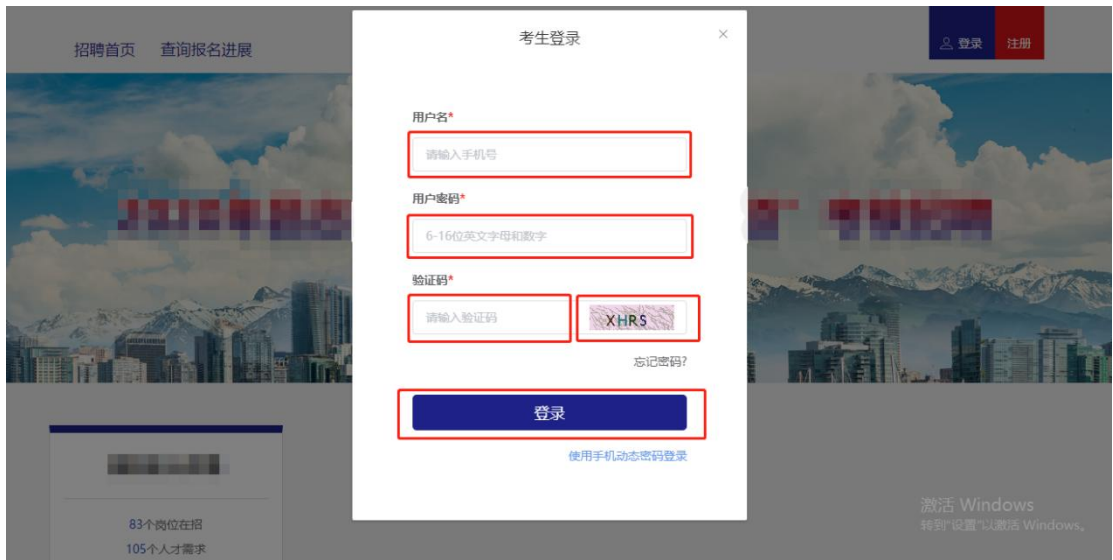 招聘首页 查询报名进展
登录 注册
考生登录
用户名*
请输入手机号
用户密码*
6-16位英文字母和数字
验证码*
请输入验证码
XHRS
忘记密码?
登录
使用手机动态密码登录
83个岗位在招
105个人才需求
激活 Windows
转到"设置"以激活 Windows。